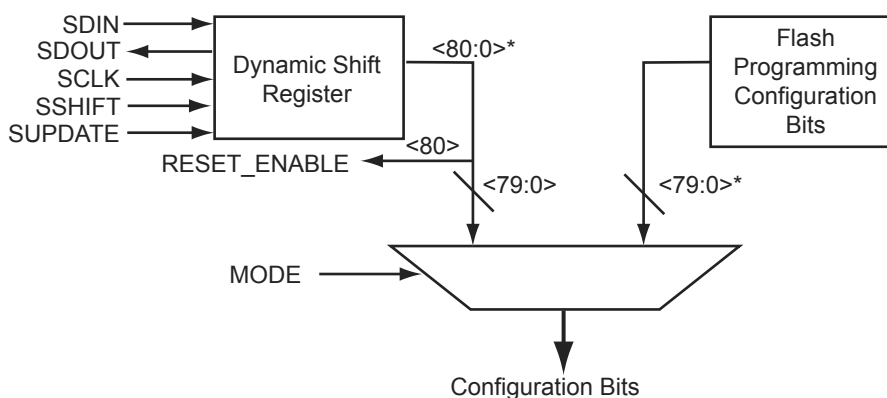 SDIN
SDOUT
SCLK
SSHIFT
SUPDATE
Dynamic Shift
Register
<80:0>*
Flash
Programming
Configuration
Bits
<80>
RESET_ENABLE
<79:0>
<79:0>*
MODE
Configuration Bits